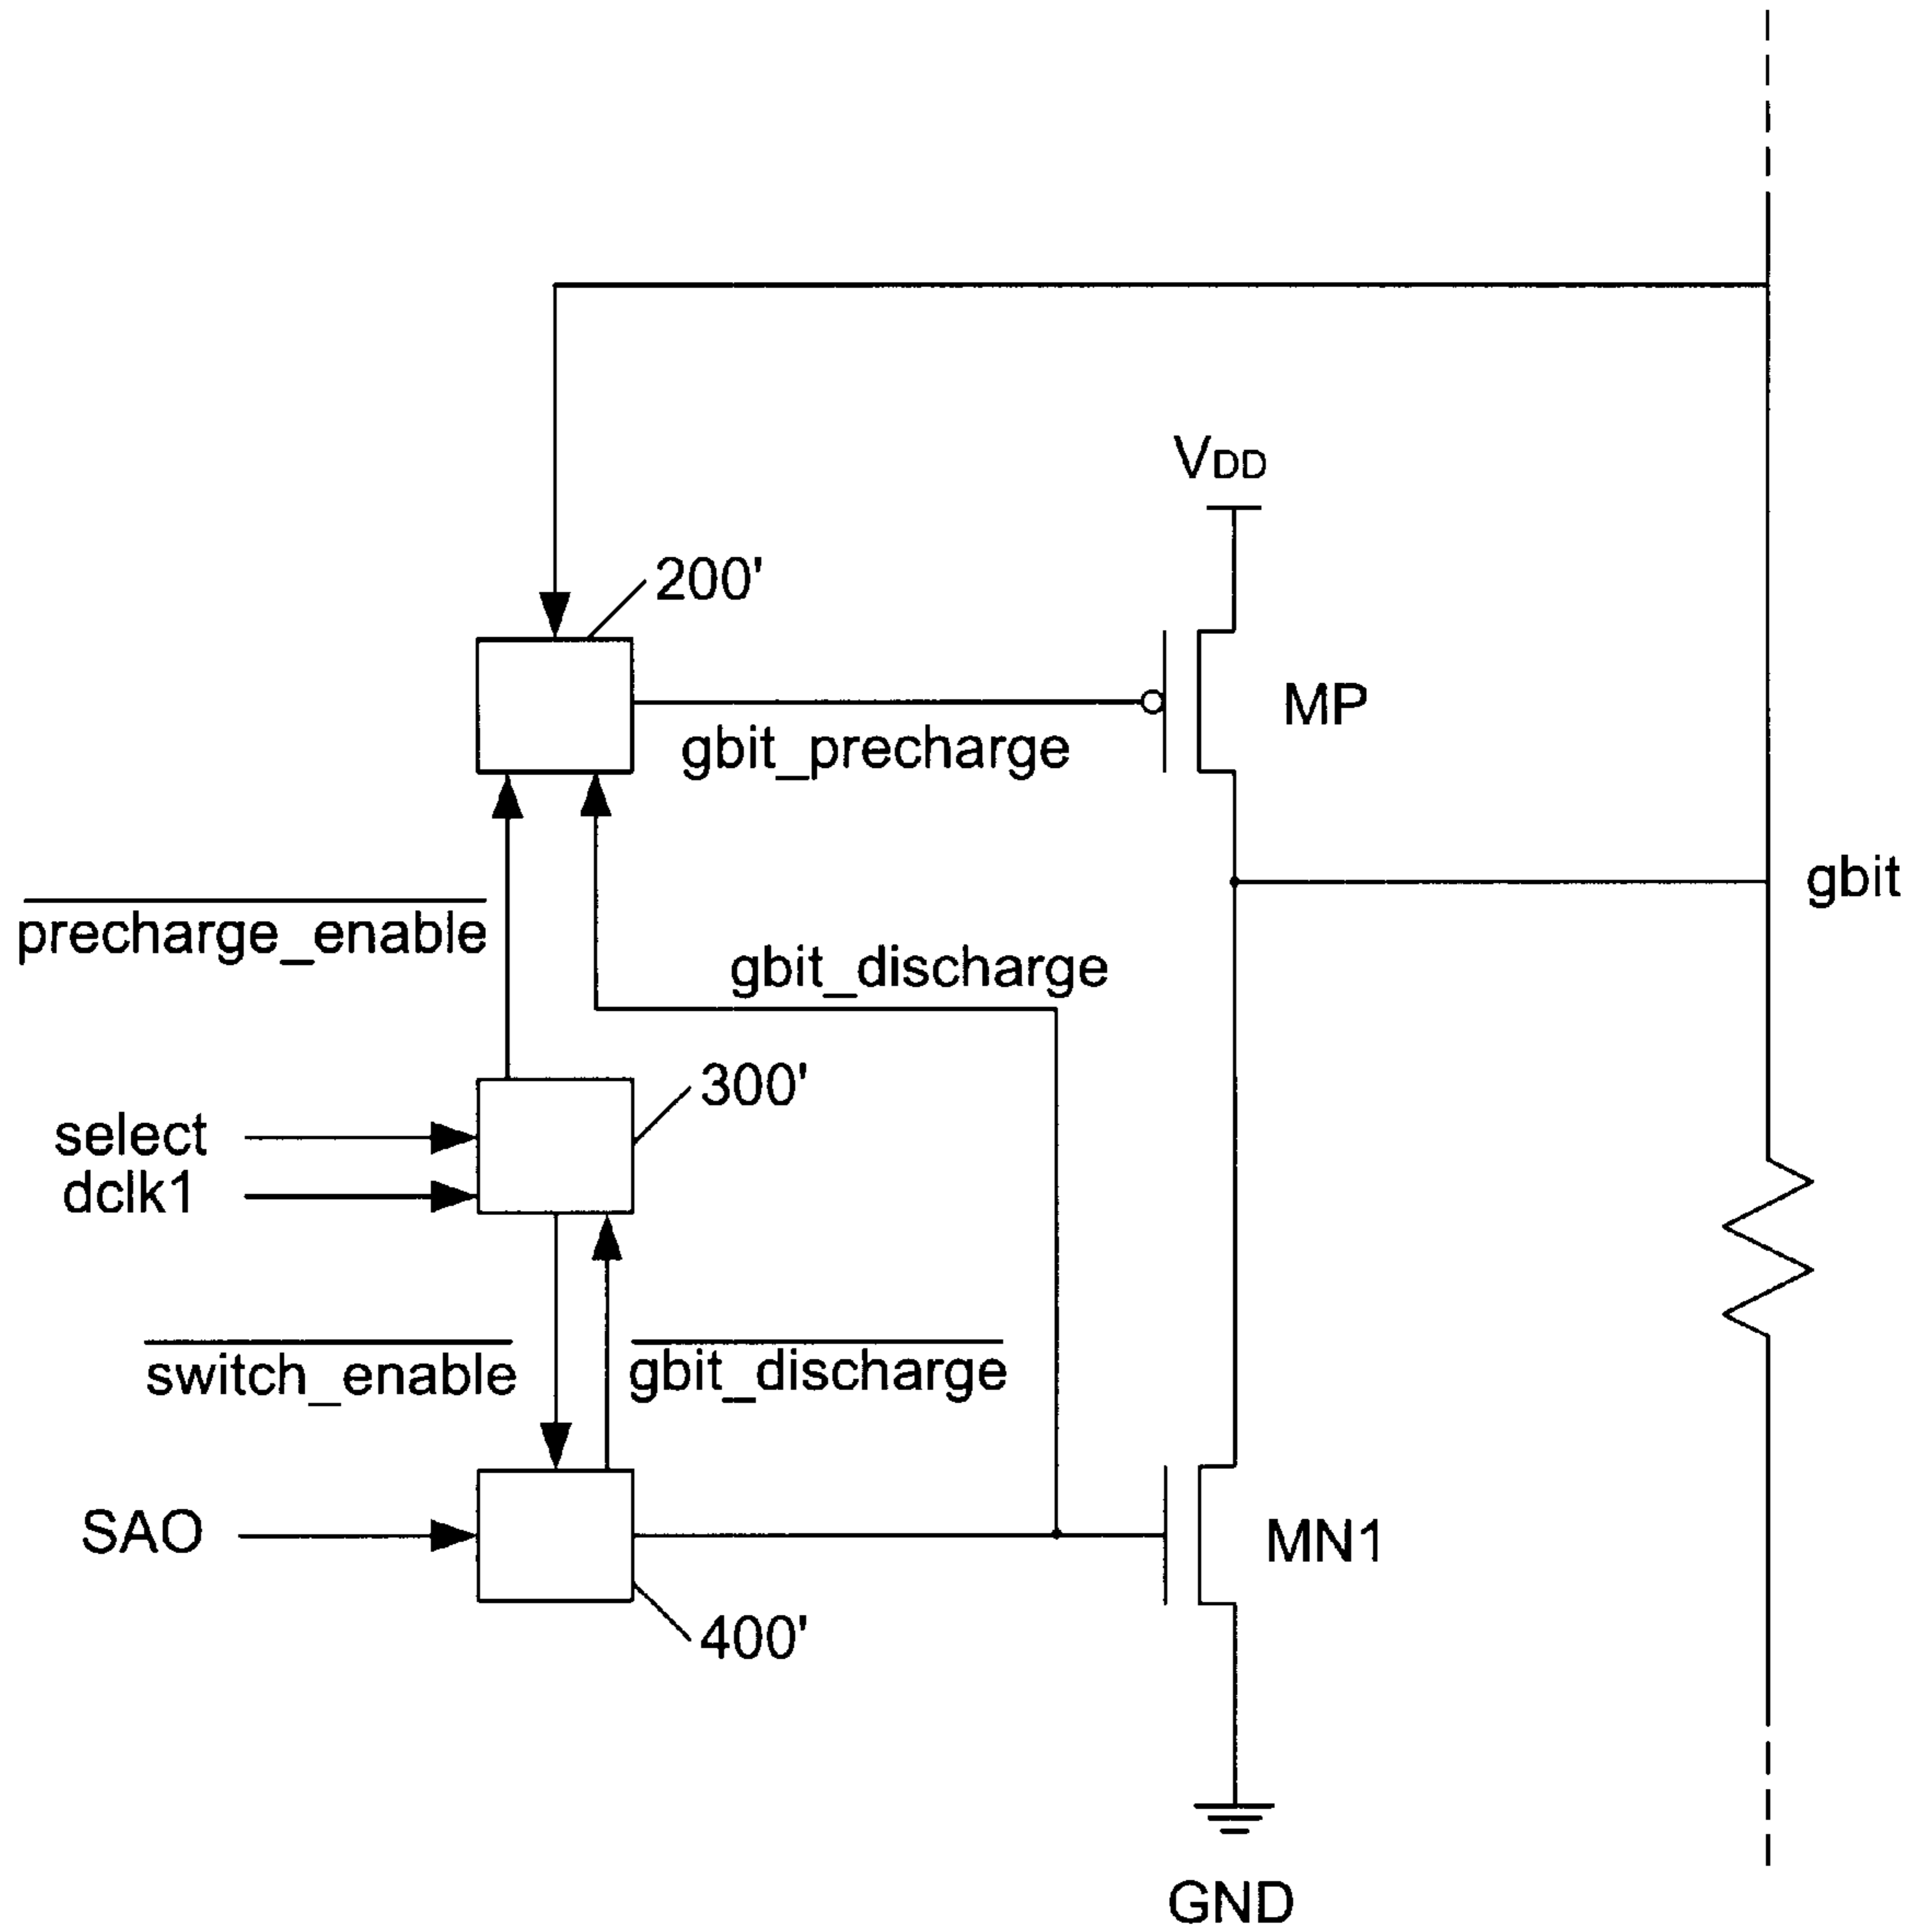 VDD
200'
MP
gbit_precharge
gbit
precharge_enable
gbit_discharge
300'
select
dclk1
switch_enable
gbit_discharge
SAO
MN1
400'
GND